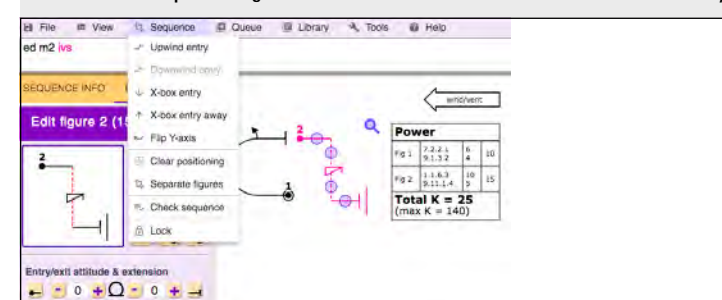 File View Sequence Queue Library Tools Help
ed m2 ivs
Upwind entry
Downwind entry
X-box entry
X-box entry away
Flip Y-axis
Clear positioning
Separate figures
Check sequence
Lock
SEQUENCE INFO
Edit figure 2 (15
2
Entry/exit attitude & extension
- 0 + - 0 +
2
1
wind/vent
Power
Fig 1 7.2.2.1 6 10
9.1.3.2 4
Fig 2 1.1.6.3 10 15
9.11.1.4 5
Total K = 25
(max K = 140)